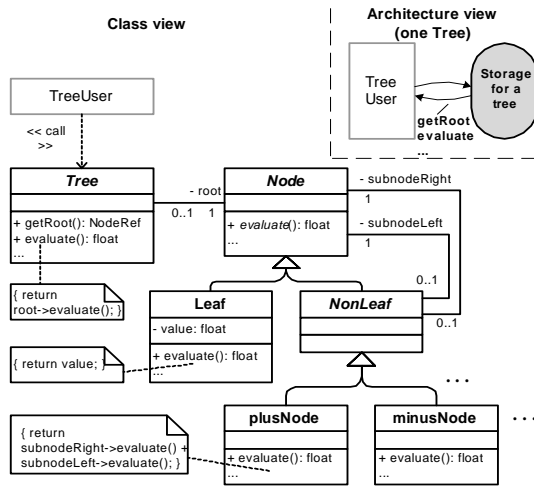 Class view
Architecture view
(one Tree)
Tree
User
Storage
for a
tree
getRoot
evaluate
...
TreeUser
<< call
>>
Tree
+ getRoot(): NodeRef
+ evaluate(): float
...
- root
0..1 1
Node
+ evaluate(): float
...
- subnodeRight
1
- subnodeLeft
1
0..1
0..1
{ return
root->evaluate(); }
Leaf
- value: float
+ evaluate(): float
...
NonLeaf
{ return value; }
...
plusNode
+ evaluate(): float
...
minusNode
+ evaluate(): float
...
...
{ return
subnodeRight->evaluate() +
subnodeLeft->evaluate(); }